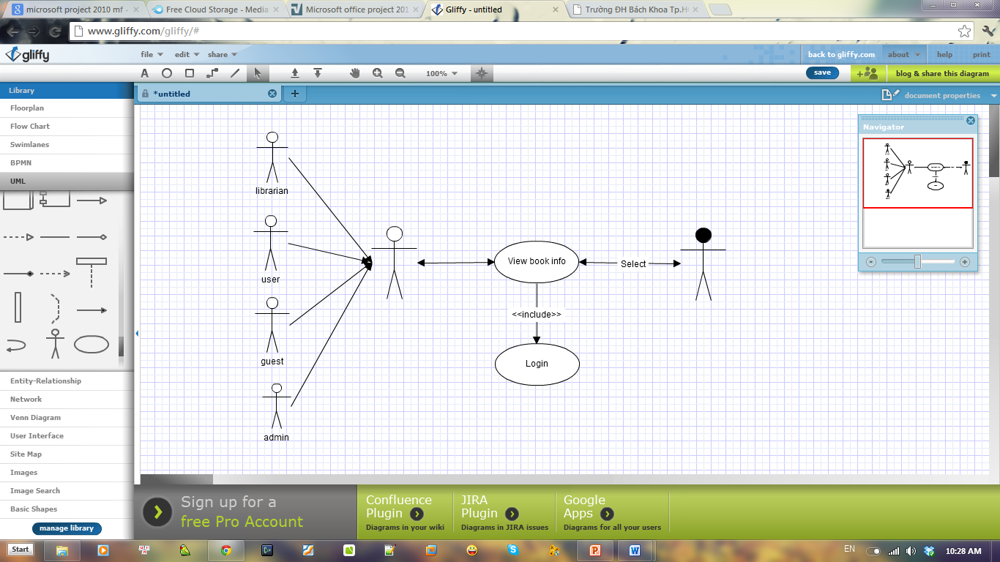 microsoft project 2010 mf -
Free Cloud Storage - Media
Microsoft office project 201
Gliffy - untitled
Trường ĐH Bách Khoa Tp.H
www.gliffy.com/gliffy/#
gliffy
file
edit
share
back to gliffy.com
about
help
print
A
100%
save
blog & share this diagram
Library
*untitled
+
document properties
Floorplan
Flow Chart
Swimlanes
BPMN
UML
Entity-Relationship
Network
Venn Diagram
User Interface
Site Map
Images
Image Search
Basic Shapes
manage library
librarian
user
guest
admin
View book info
Select
<<include>>
Login
Navigator
Sign up for a
free Pro Account
Confluence
Plugin
Diagrams in your wiki
JIRA
Plugin
Diagrams in JIRA issues
Google
Apps
Diagrams for all your users
Start
EN
10:28 AM